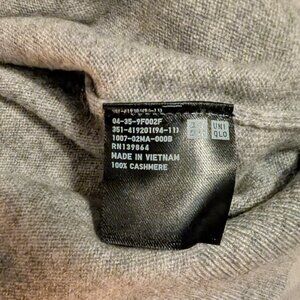 04-35-9F002F
351-419201(94-11)
1007-02MA-000B
RN139864
MADE IN VIETNAM
100% CASHMERE
UNI
QLO